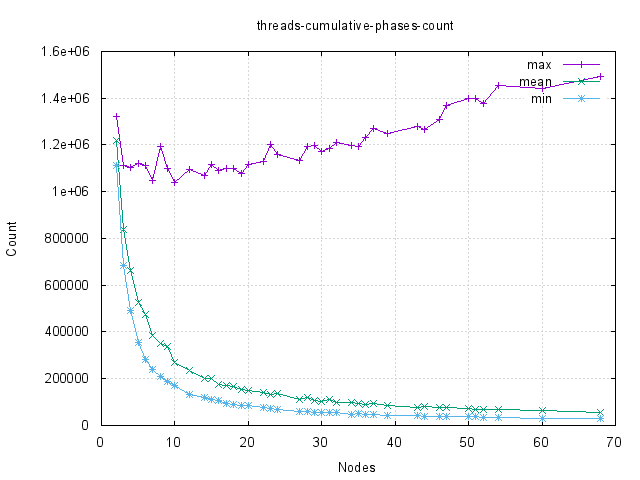 threads-cumulative-phases-count
1.6e+06
max
mean
1.4e+06
min
1.2e+06
1e+06
Count
800000
600000
400000
200000
0
0 10 20 30 40 50 60 70
Nodes